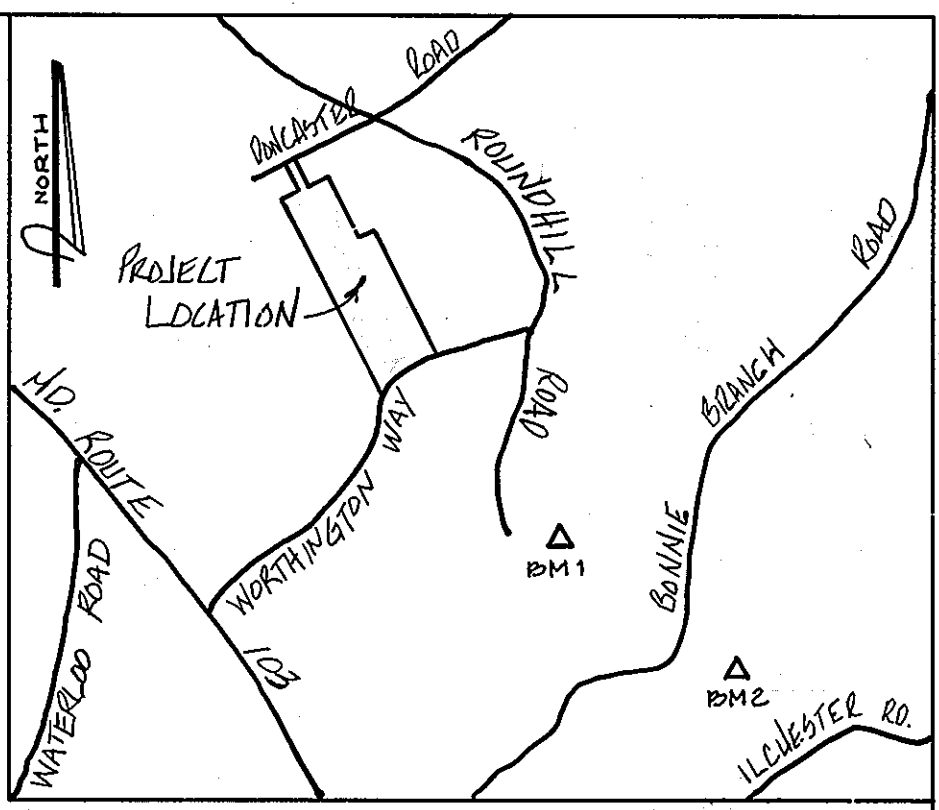 NORTH
DONCASTER ROAD
ROUNDHILL ROAD
PROJECT
LOCATION
MD. ROUTE 103
WORTHINGTON WAY
WATERLOO ROAD
BONNIE BRANCH ROAD
BM1
BM2
ILCHESTER RD.